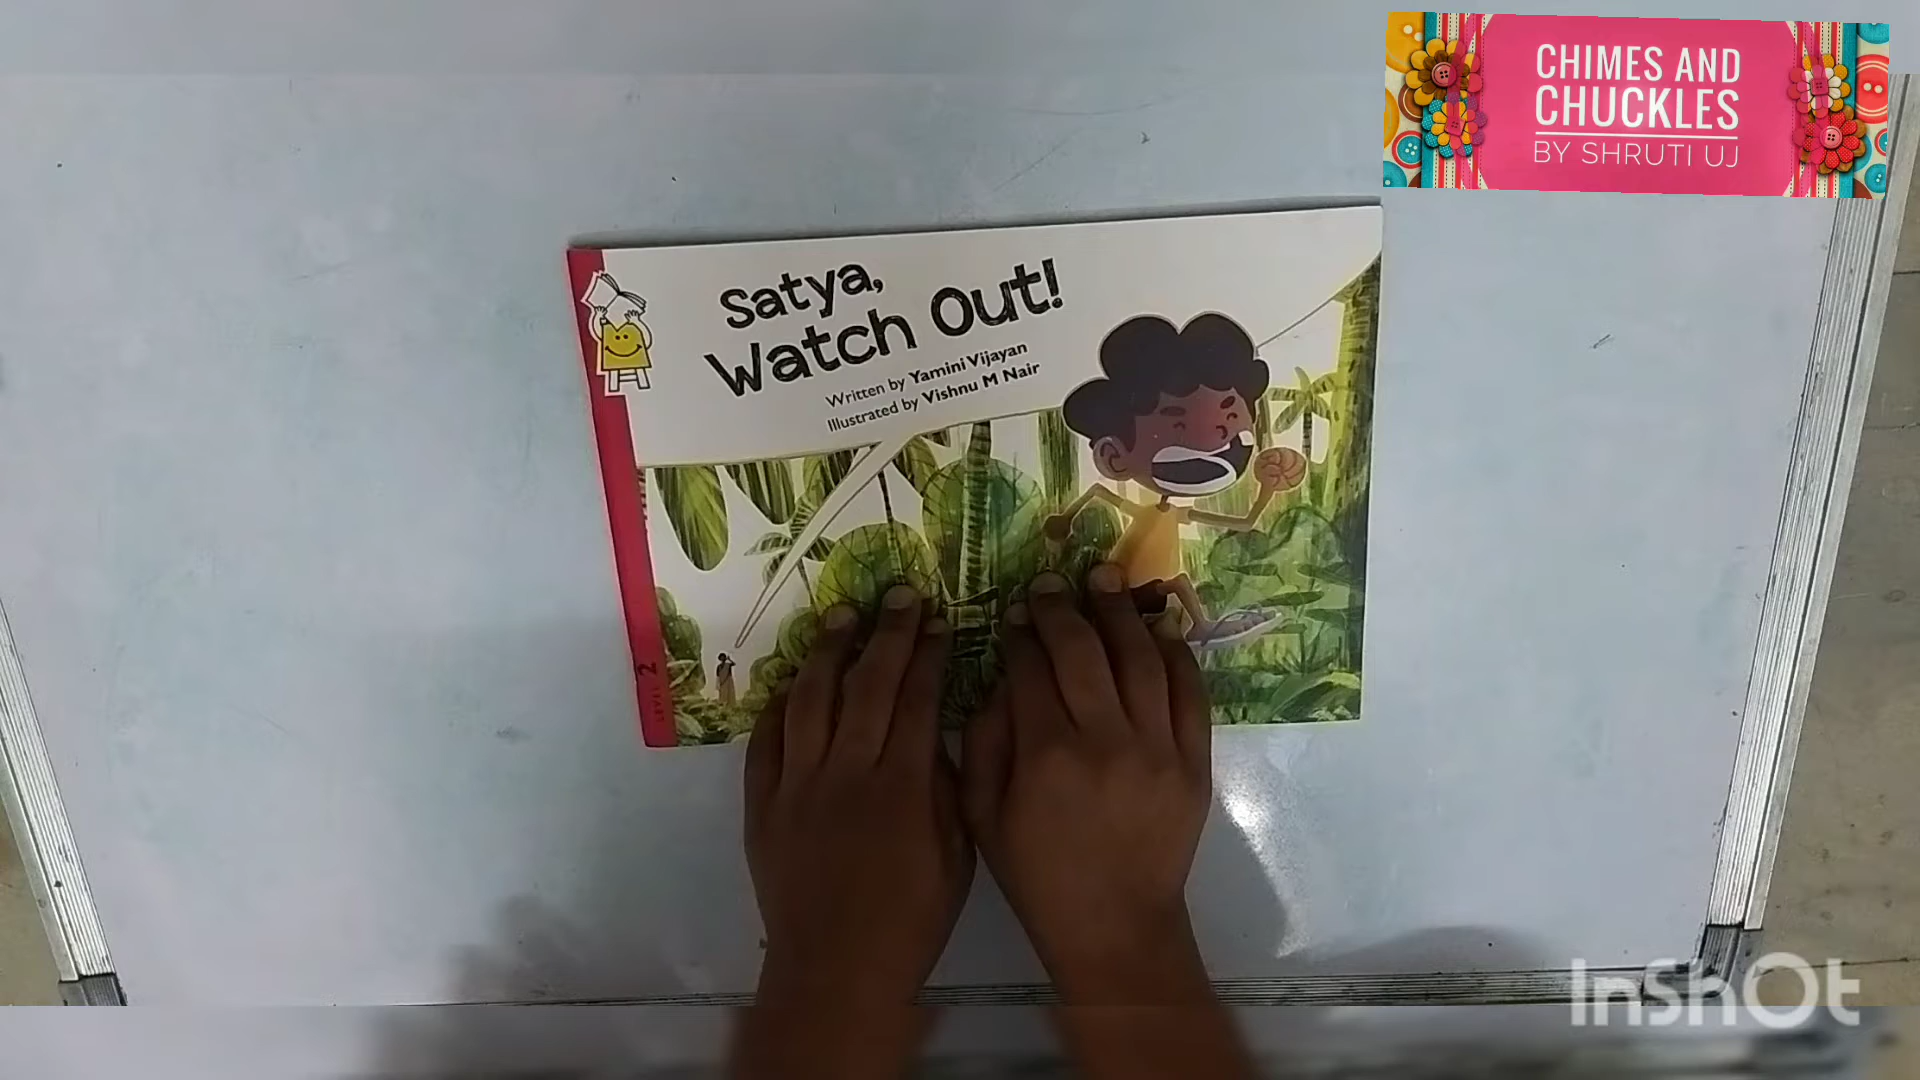 CHIMES AND
CHUCKLES
BY SHRUTI UJ
Satya,
Watch Out!
Written by Yamini Vijayan
Illustrated by Vishnu M Nair
LEVEL 2
InShOt